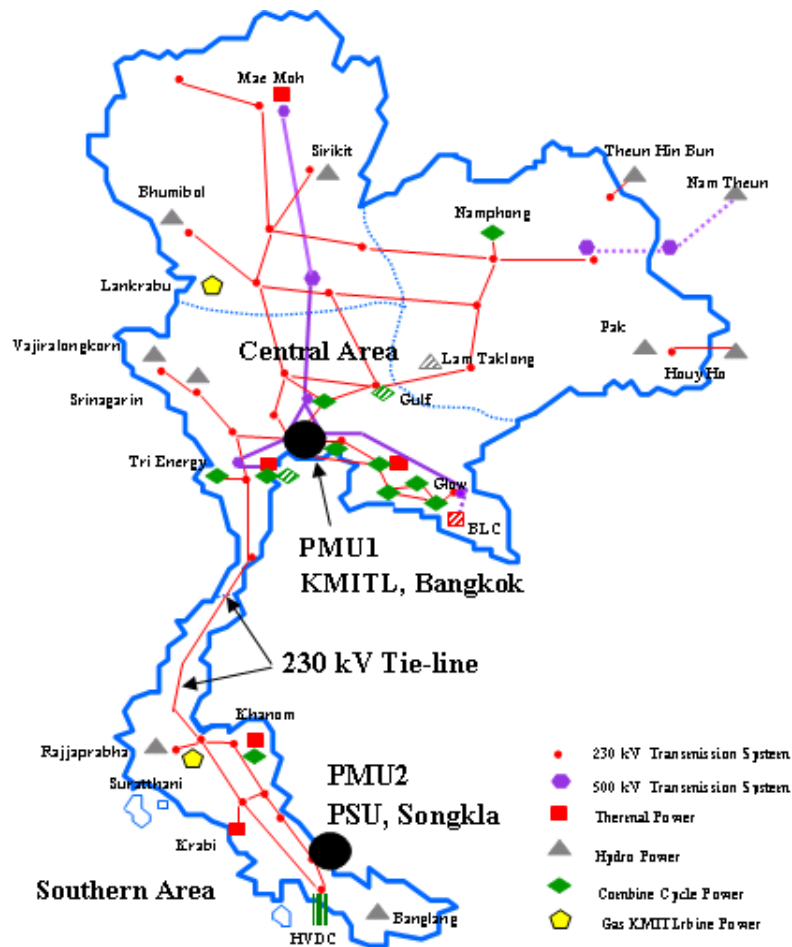 Mae Moh
Sirikit
Theun Hin Bun
Nam Theun
Bhumibol
Namphong
Lankrabu
Vajiralongkorn
Central Area
Pak
Lam Taklong
Houy Ho
Srinagarin
Gulf
Tri Energy
Glow
BLC
PMU1
KMITL, Bangkok
230 kV Tie-line
Khanom
Rajjaprabha
Suratthani
PMU2
PSU, Songkla
Krabi
Southern Area
HVDC
Banglang
230 kV Transmission System
500 kV Transmission System
Thermal Power
Hydro Power
Combine Cycle Power
Gas KMITLrbine Power